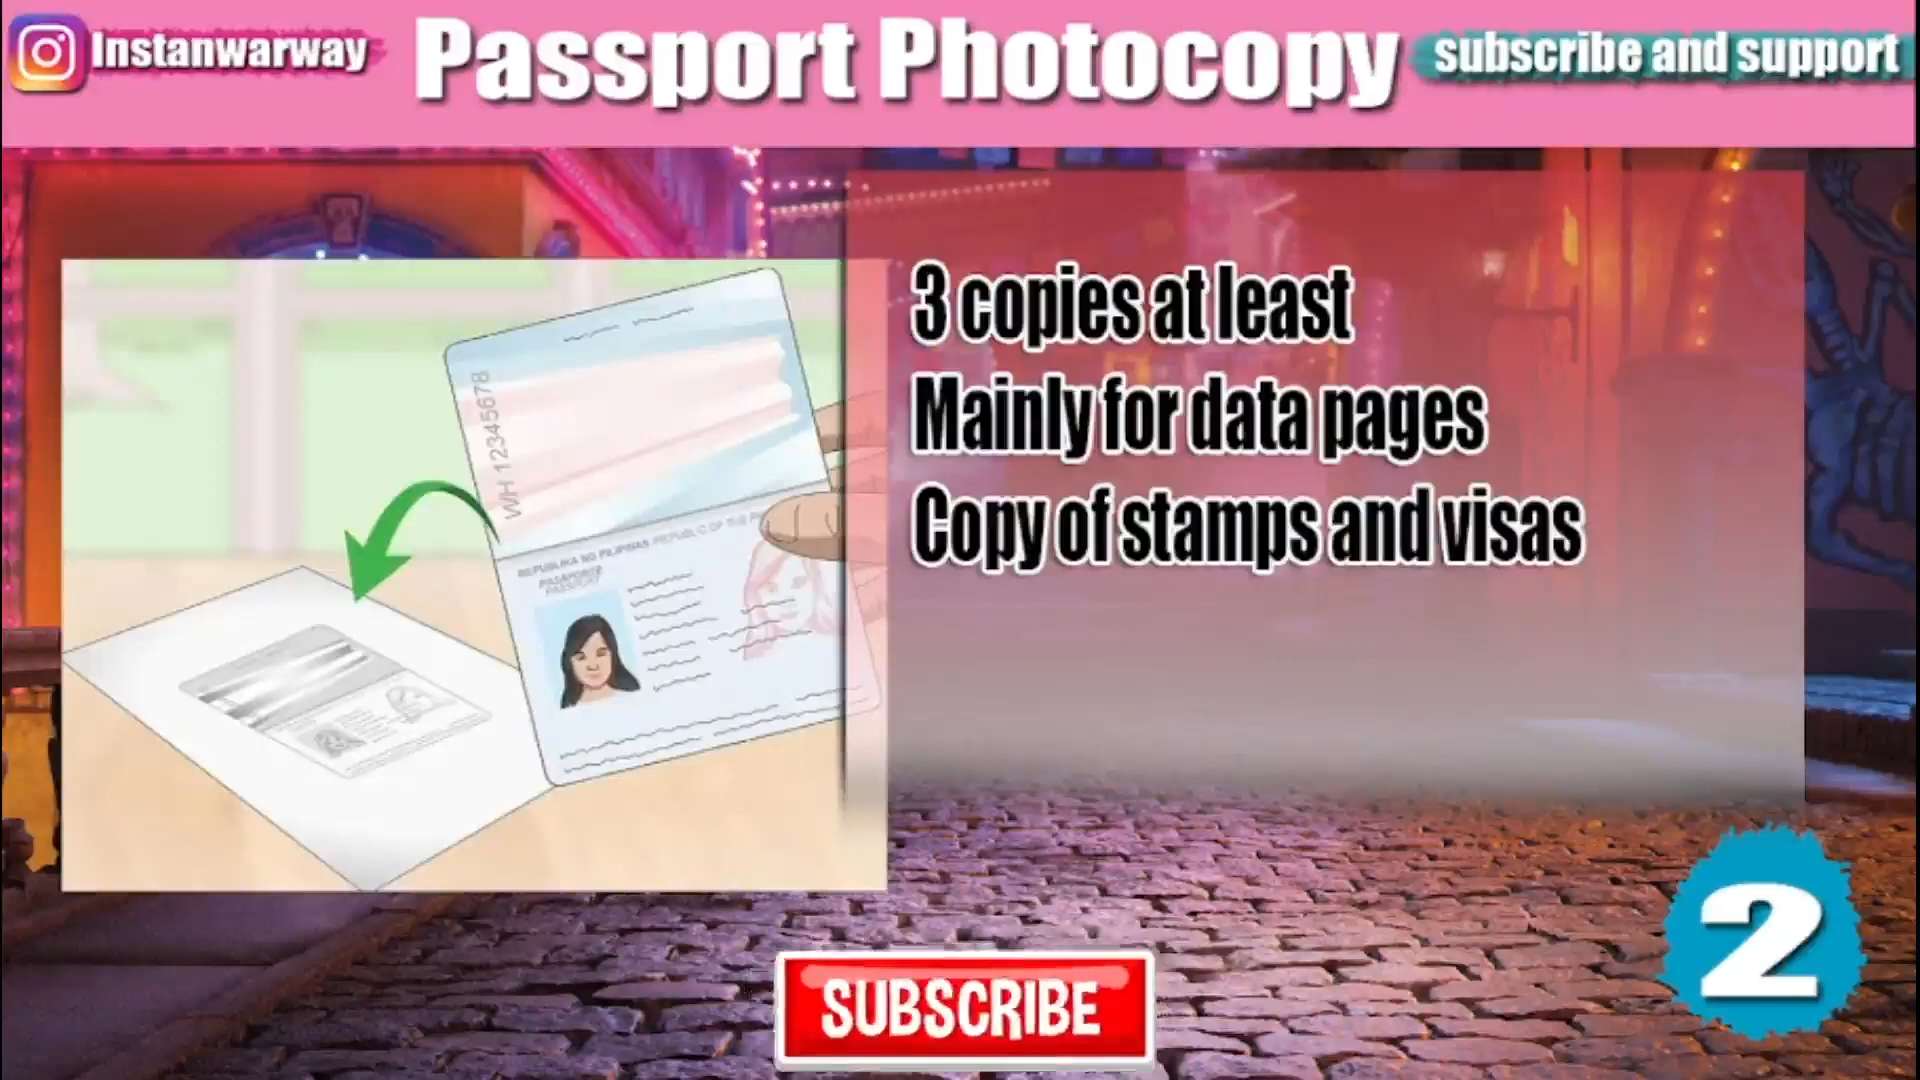 Instanwarway
Passport Photocopy
subscribe and support
3 copies at least
Mainly for data pages
Copy of stamps and visas
WH 12345678
REPUBLIKA NG PILIPINAS REPUBLIC OF THE
PASAPORTE
PASSPORT
SUBSCRIBE
2